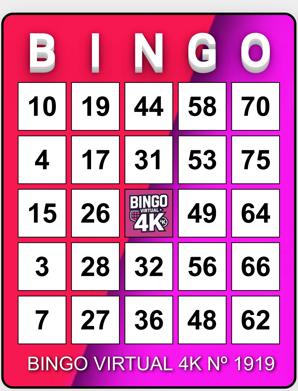 B I N G O
10 19 44 58 70
4 17 31 53 75
15 26 BINGO VIRTUAL 4K 49 64
3 28 32 56 66
7 27 36 48 62
BINGO VIRTUAL 4K Nº 1919